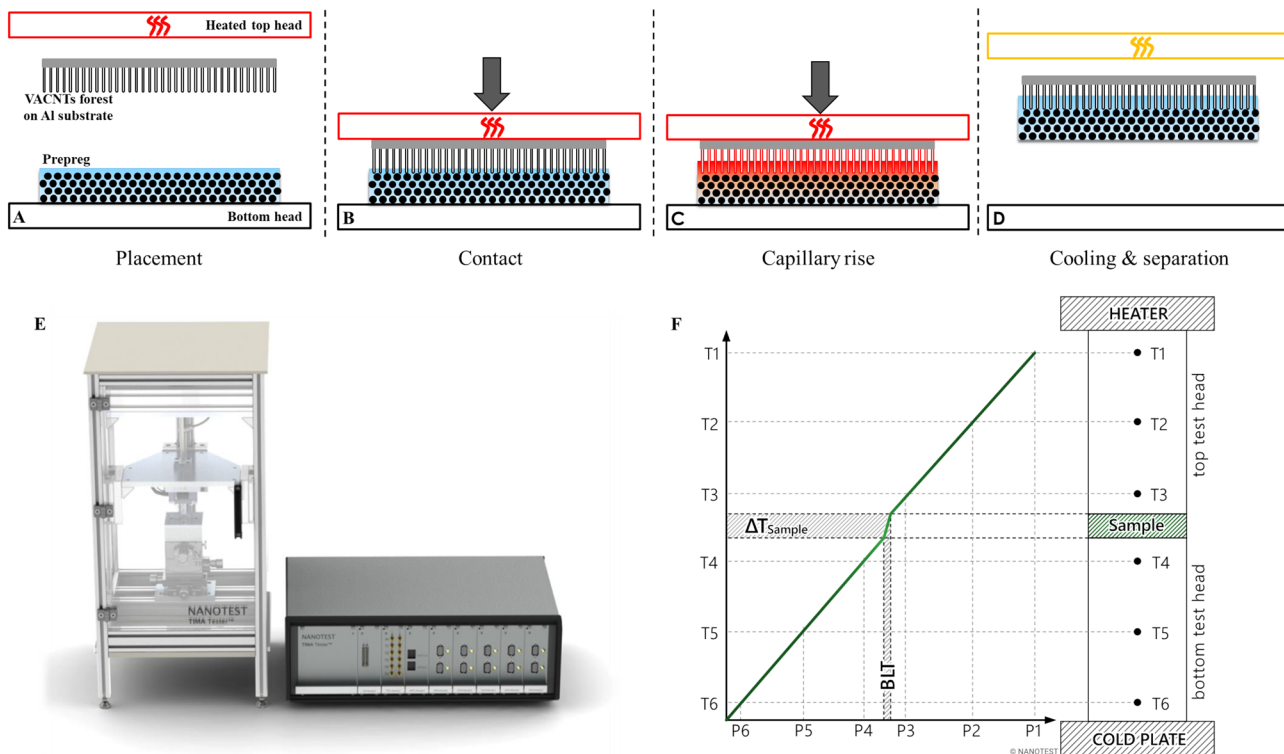 Heated top head
VACNTs forest
on Al substrate
Prepreg
A
Bottom head
B
C
D
Placement
Contact
Capillary rise
Cooling & separation
E
NANOTEST
TIMA Tester™
NANOTEST
TIMA Tester™
F
HEATER
T1
T2
T3
ΔTSample
T4
T5
T6
BLT
P6
P5
P4
P3
P2
P1
T1
T2
T3
Sample
T4
T5
T6
top test head
bottom test head
COLD PLATE
© NANOTEST